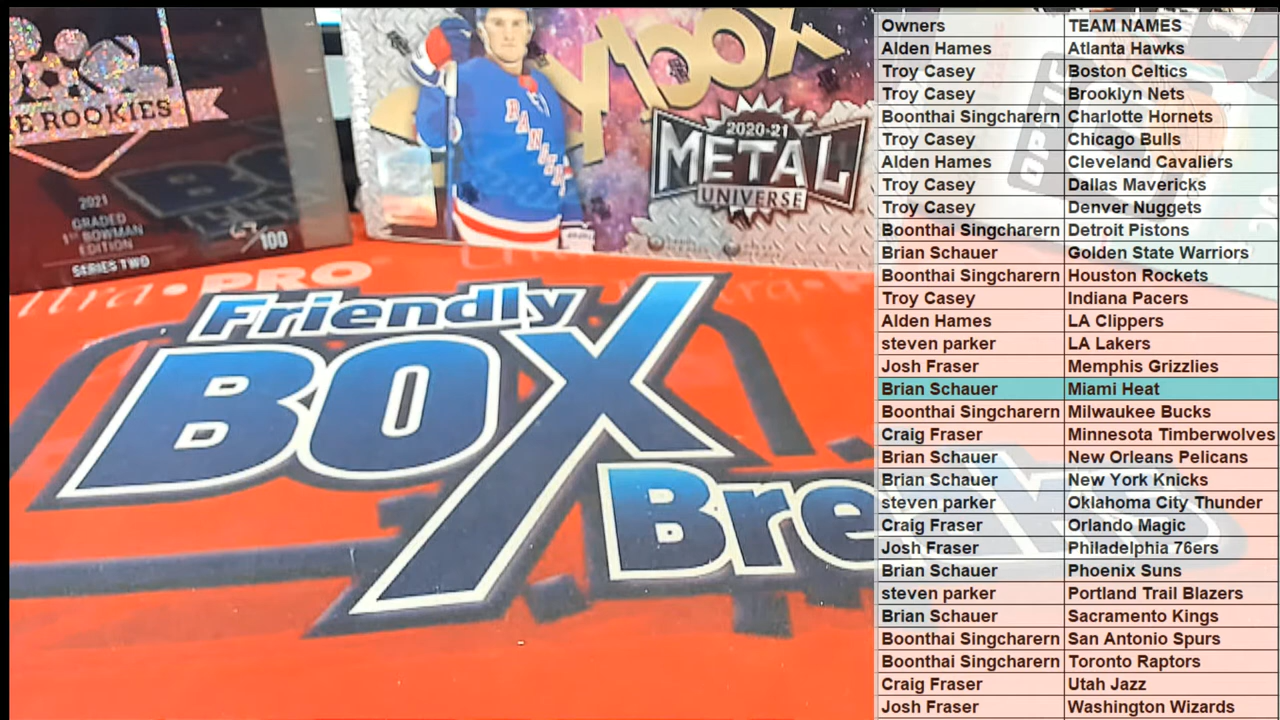 E ROOKIES
2021
GRADED
1ST BOWMAN
EDITION
SERIES TWO
/100
RANGERS
2020-21
METAL
UNIVERSE
PRO
Friendly
BOX
Bre
Owners TEAM NAMES
Alden Hames Atlanta Hawks
Troy Casey Boston Celtics
Troy Casey Brooklyn Nets
Boonthai Singcharern Charlotte Hornets
Troy Casey Chicago Bulls
Alden Hames Cleveland Cavaliers
Troy Casey Dallas Mavericks
Troy Casey Denver Nuggets
Boonthai Singcharern Detroit Pistons
Brian Schauer Golden State Warriors
Boonthai Singcharern Houston Rockets
Troy Casey Indiana Pacers
Alden Hames LA Clippers
steven parker LA Lakers
Josh Fraser Memphis Grizzlies
Brian Schauer Miami Heat
Boonthai Singcharern Milwaukee Bucks
Craig Fraser Minnesota Timberwolves
Brian Schauer New Orleans Pelicans
Brian Schauer New York Knicks
steven parker Oklahoma City Thunder
Craig Fraser Orlando Magic
Josh Fraser Philadelphia 76ers
Brian Schauer Phoenix Suns
steven parker Portland Trail Blazers
Brian Schauer Sacramento Kings
Boonthai Singcharern San Antonio Spurs
Boonthai Singcharern Toronto Raptors
Craig Fraser Utah Jazz
Josh Fraser Washington Wizards